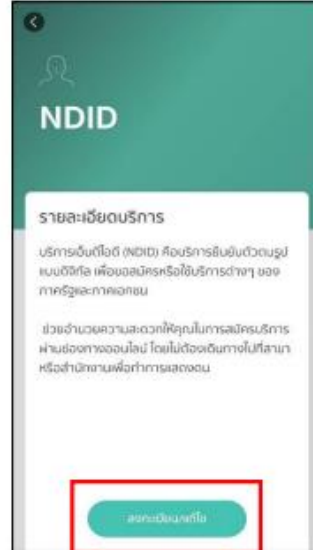 NDID
รายละเอียดบริการ
บริการเอ็นดีไอดี (NDID) คือบริการยืนยันตัวตนรูป
แบบดิจิทัล เพื่อขอสมัครหรือใช้บริการต่างๆ ของ
ภาครัฐและภาคเอกชน
ช่วยอำนวยความสะดวกให้คุณในการสมัครบริการ
ผ่านช่องทางออนไลน์ โดยไม่ต้องเดินทางไปที่สาขา
หรือสำนักงานเพื่อทำการแสดงตน
ลงทะเบียน/แก้ไข